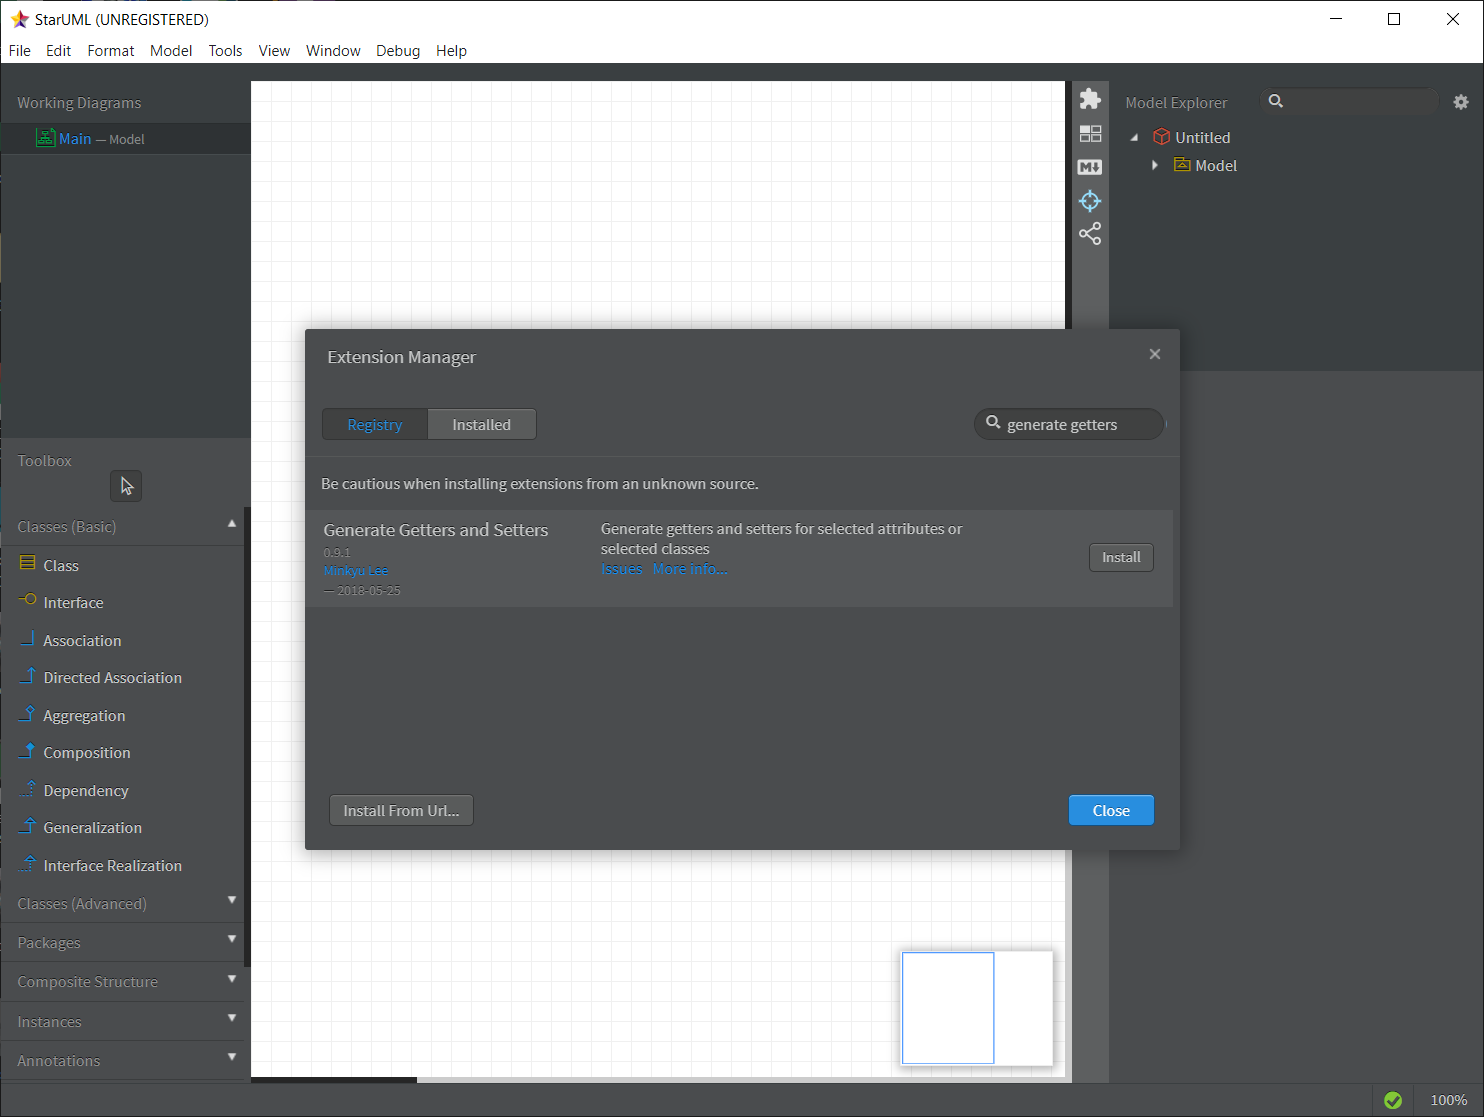 StarUML (UNREGISTERED)
File Edit Format Model Tools View Window Debug Help
Working Diagrams
Main — Model
Model Explorer
Untitled
Model
Extension Manager
Registry Installed
generate getters
Be cautious when installing extensions from an unknown source.
Generate Getters and Setters
0.9.1
Minkyu Lee
— 2018-05-25
Generate getters and setters for selected attributes or
selected classes
Issues More info...
Install
Install From Url...
Close
Toolbox
Classes (Basic)
Class
Interface
Association
Directed Association
Aggregation
Composition
Dependency
Generalization
Interface Realization
Classes (Advanced)
Packages
Composite Structure
Instances
Annotations
M
100%